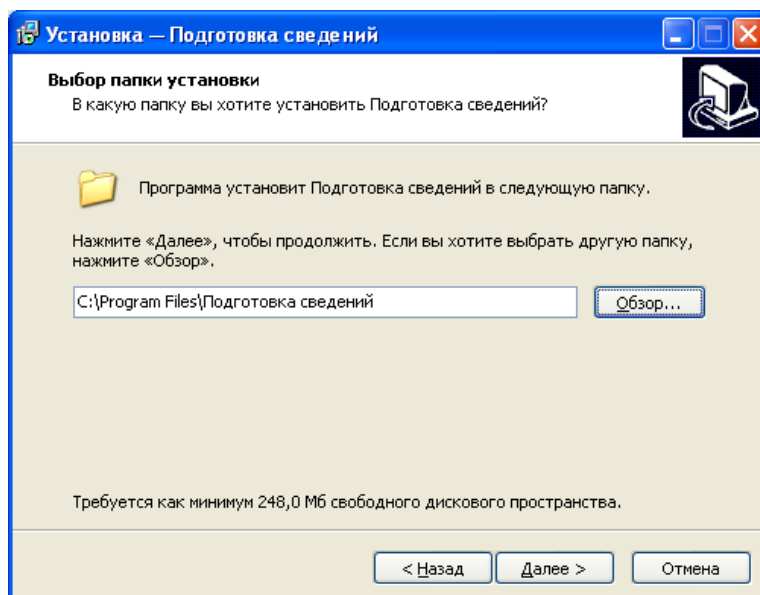 Установка — Подготовка сведений
Выбор папки установки
В какую папку вы хотите установить Подготовка сведений?
Программа установит Подготовка сведений в следующую папку.
Нажмите «Далее», чтобы продолжить. Если вы хотите выбрать другую папку,
нажмите «Обзор».
C:\Program Files\Подготовка сведений
Обзор...
Требуется как минимум 248,0 Мб свободного дискового пространства.
< Назад
Далее >
Отмена